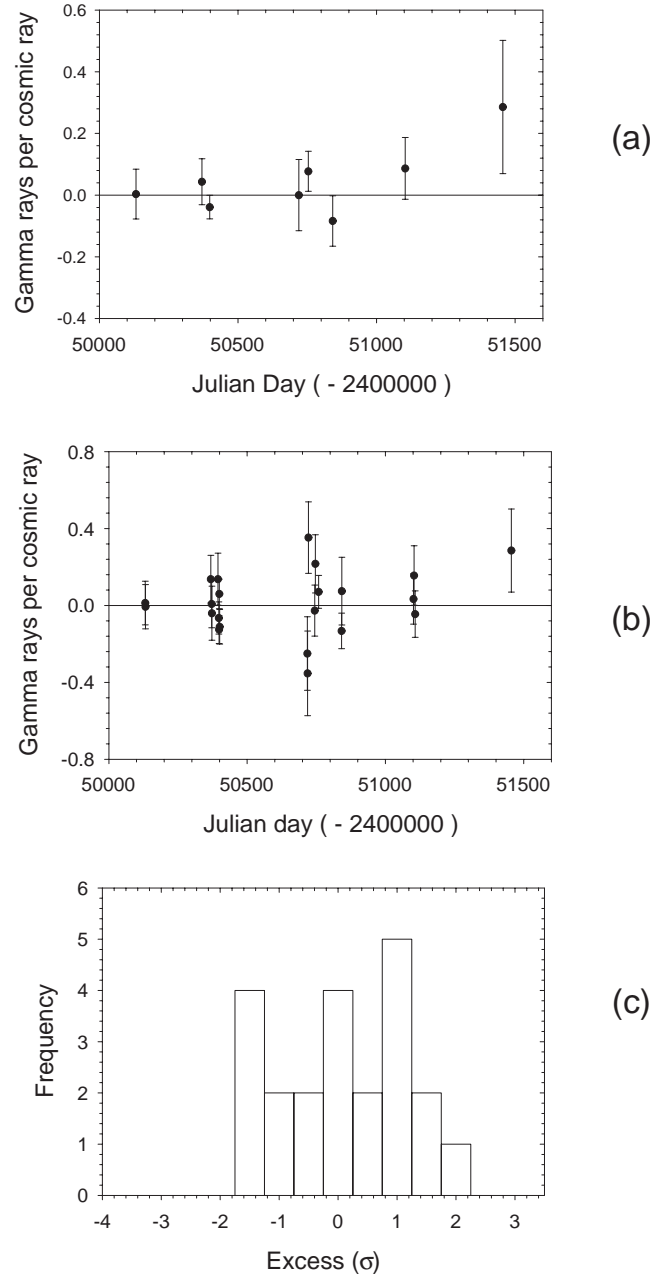 Gamma rays per cosmic ray
0.6
0.4
0.2
0.0
-0.2
-0.4
50000 50500 51000 51500
Julian Day ( - 2400000 )
(a)
Gamma rays per cosmic ray
0.8
0.4
0.0
-0.4
-0.8
50000 50500 51000 51500
Julian day ( - 2400000 )
(b)
Frequency
6
5
4
3
2
1
0
-4 -3 -2 -1 0 1 2 3
Excess (σ)
(c)